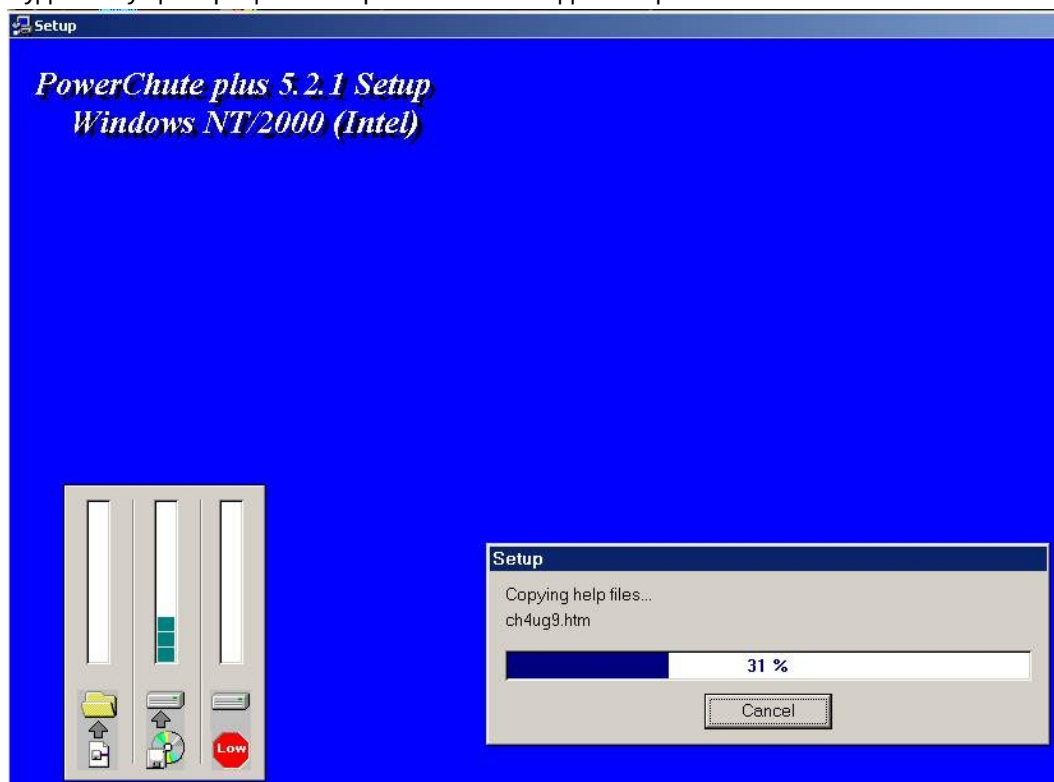 Setup
PowerChute plus 5.2.1 Setup
Windows NT/2000 (Intel)
Setup
Copying help files...
ch4ug9.htm
31 %
Cancel
Low